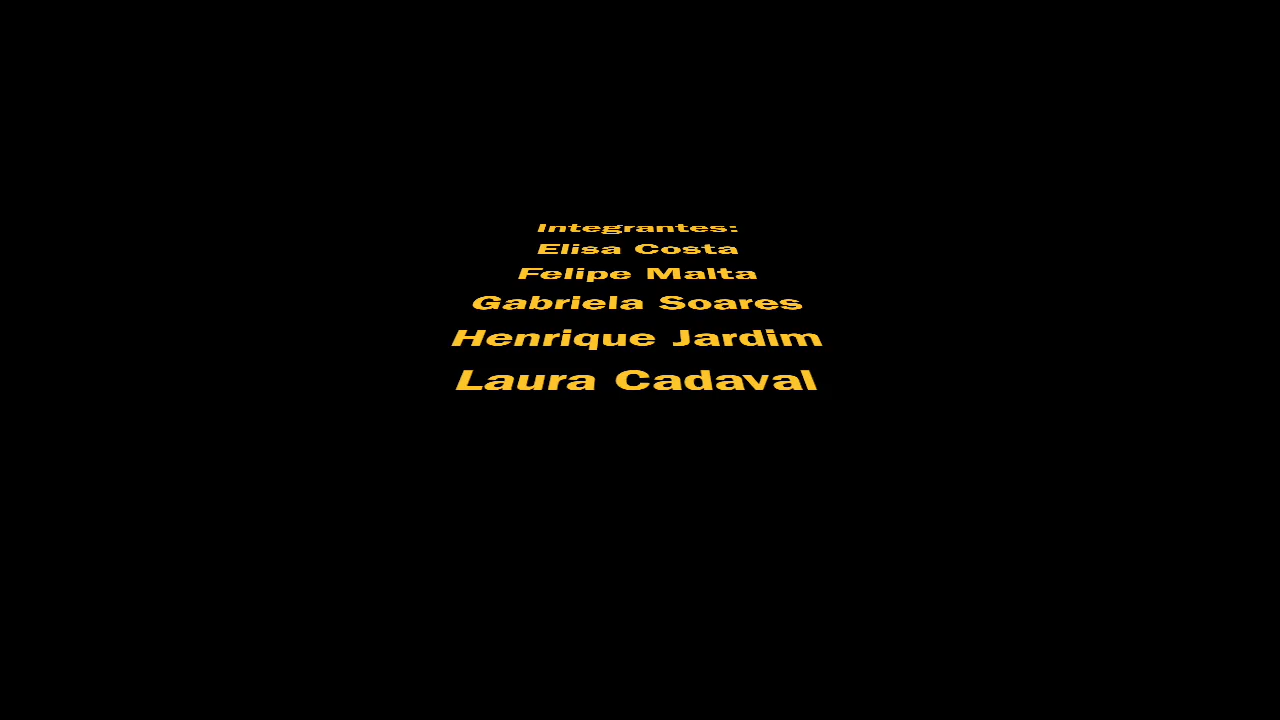 Integrantes:
Elisa Costa
Felipe Malta
Gabriela Soares
Henrique Jardim
Laura Cadaval